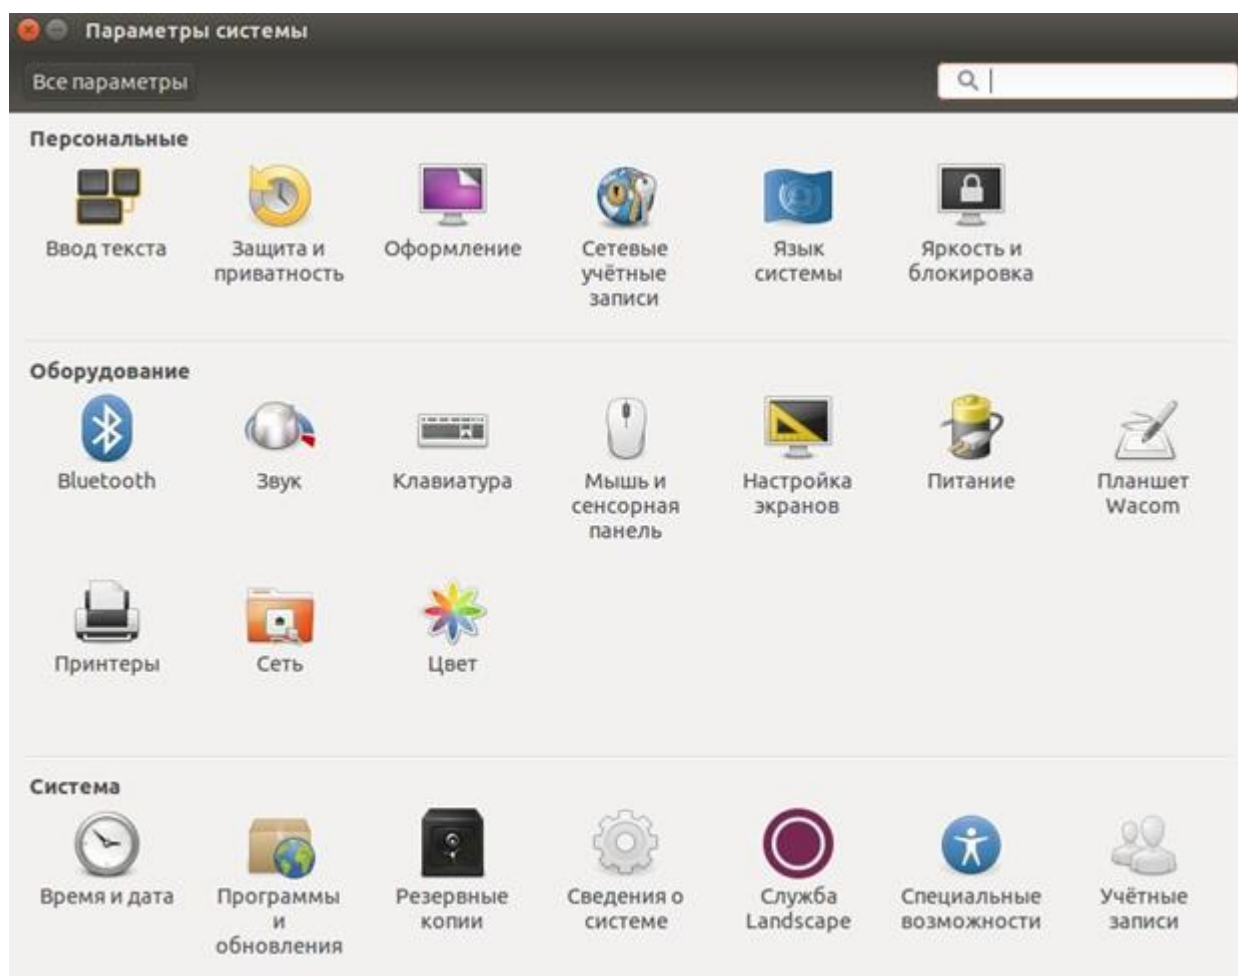 Параметры системы
Все параметры
Персональные
Ввод текста
Защита и
приватность
Оформление
Сетевые
учётные
записи
Язык
системы
Яркость и
блокировка
Оборудование
Bluetooth
Звук
Клавиатура
Мышь и
сенсорная
панель
Настройка
экранов
Питание
Планшет
Wacom
Принтеры
Сеть
Цвет
Система
Время и дата
Программы
и
обновления
Резервные
копии
Сведения о
системе
Служба
Landscape
Специальные
возможности
Учётные
записи